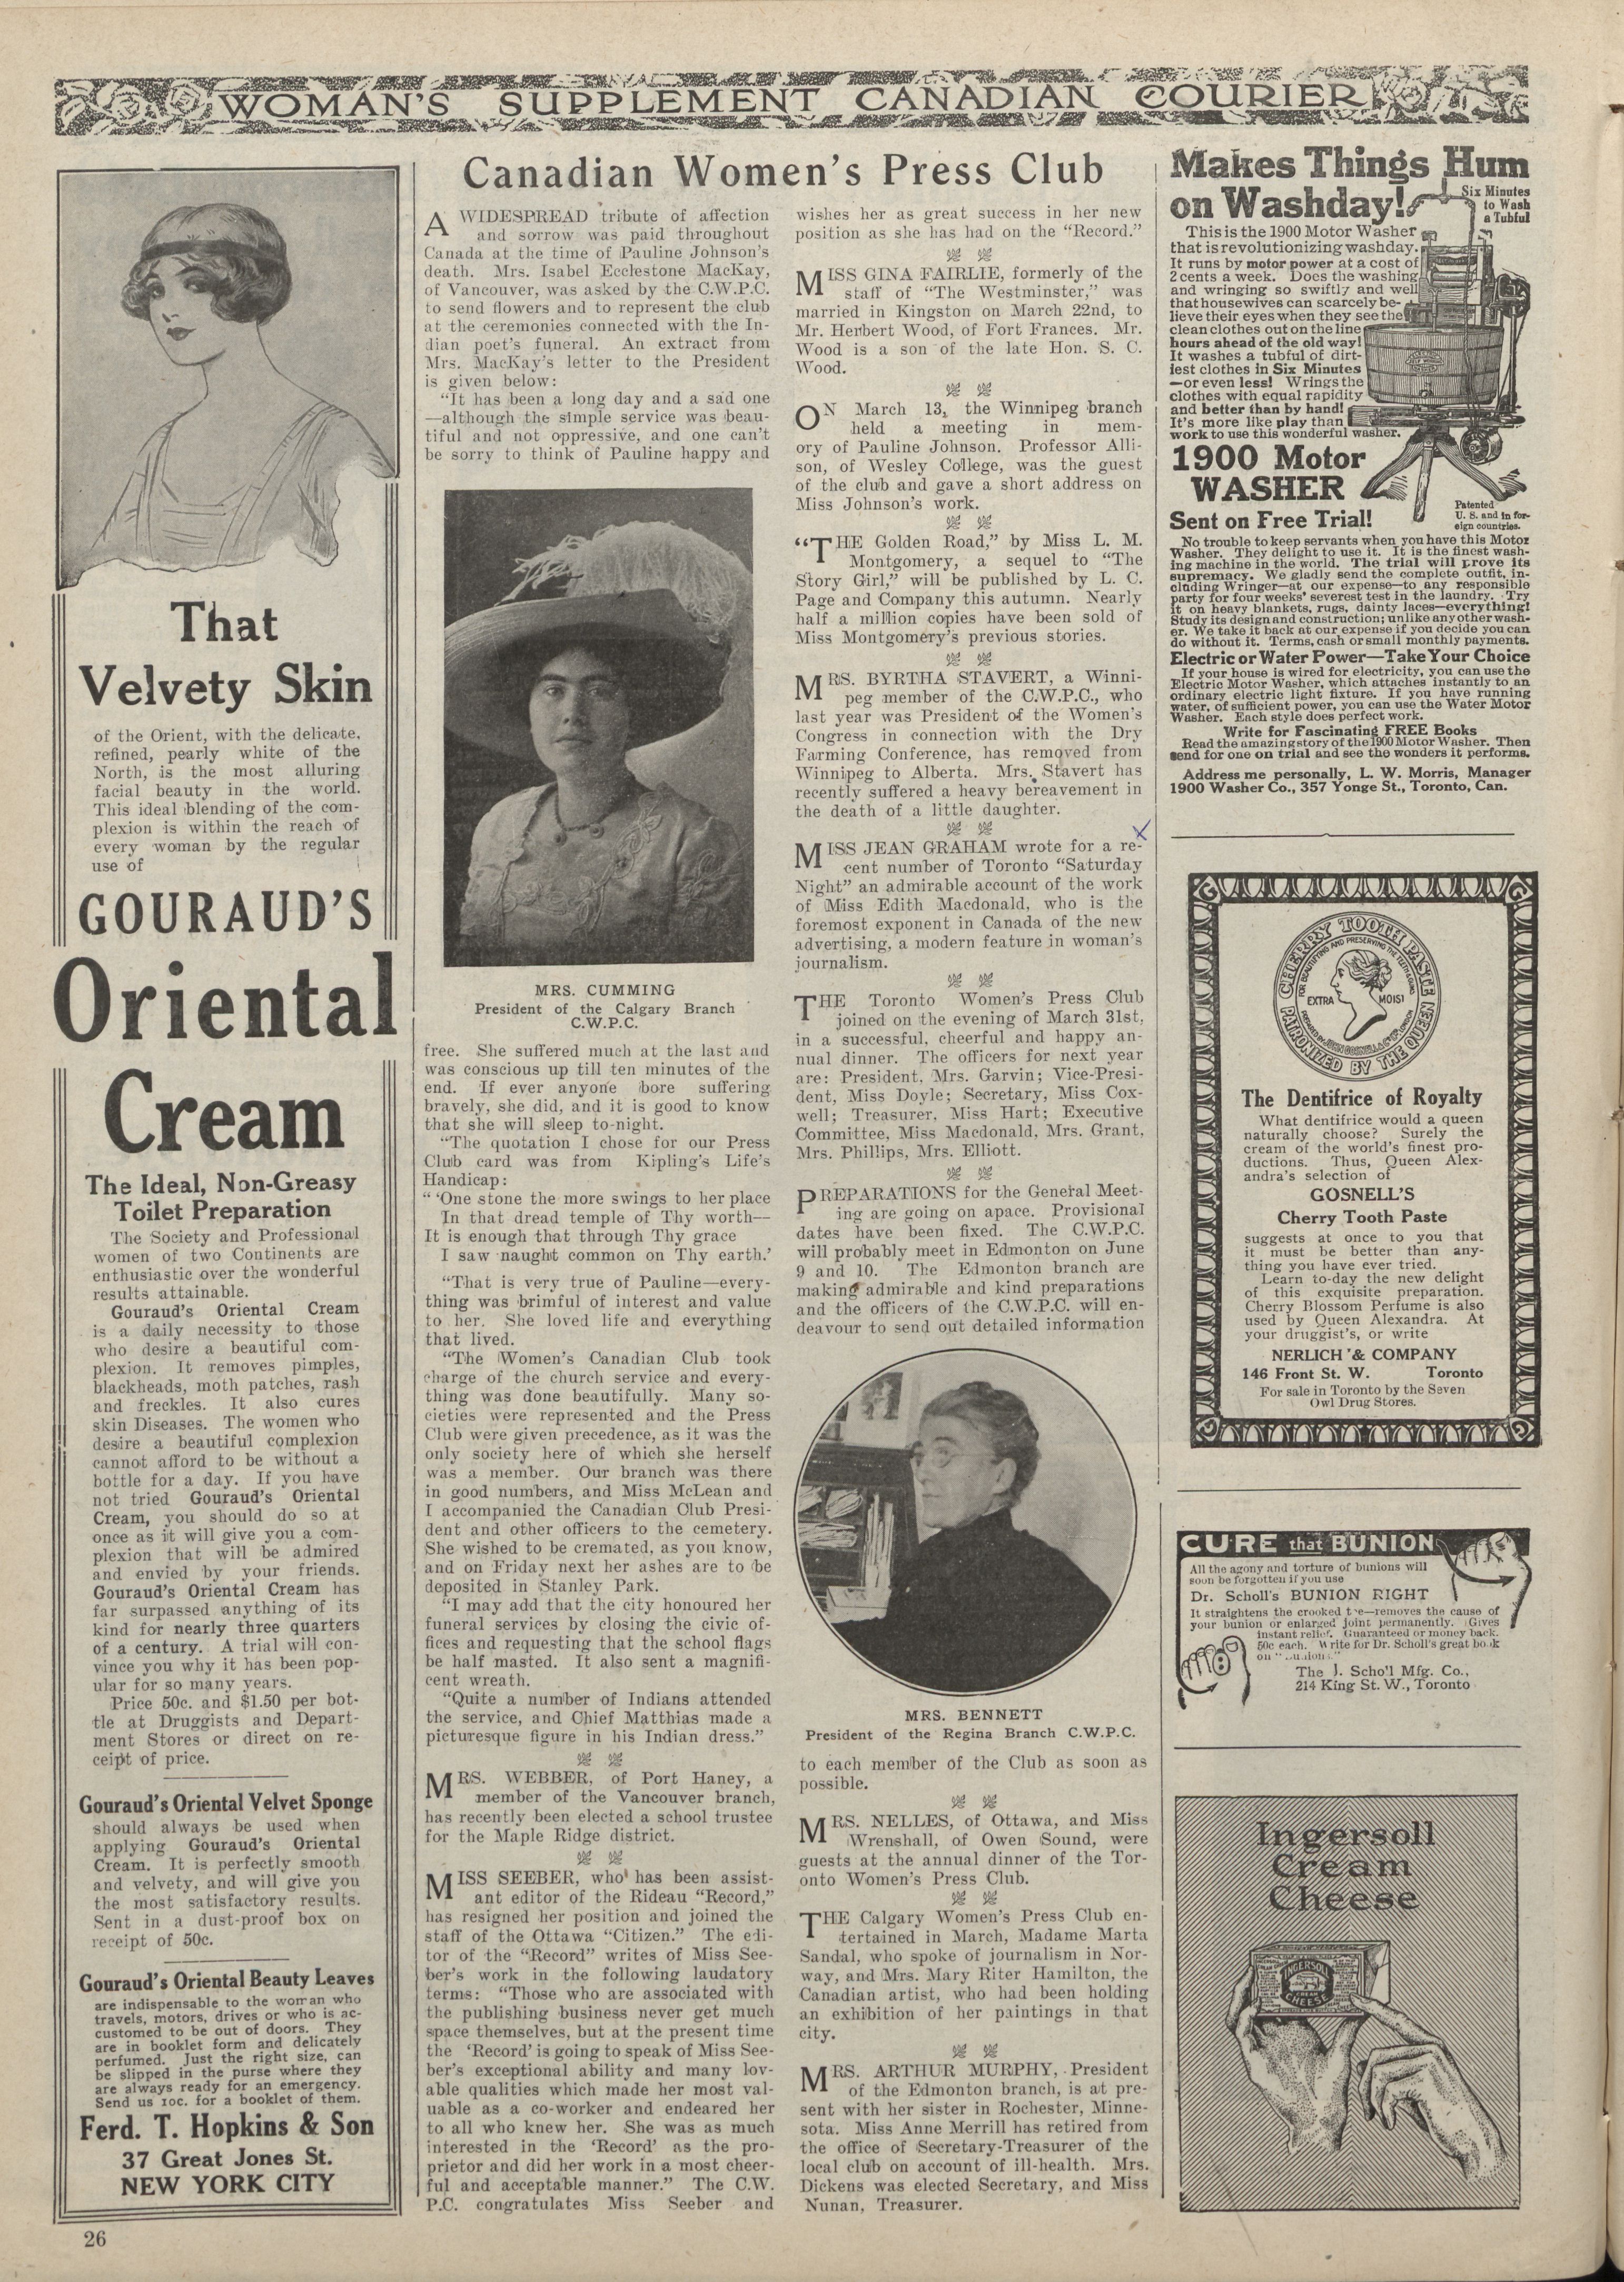 WOMAN'S SUPPLEMENT CANADIAN COURIER
That
Velvety Skin
of the Orient, with the delicate,
refined, pearly white of the
North, is the most alluring
facial beauty in the world.
This ideal blending of the com-
plexion is within the reach of
every woman by the regular
use of
GOURAUD'S
Oriental
Cream
The Ideal, Non-Greasy
Toilet Preparation
The Society and Professional
women of two Continents are
enthusiastic over the wonderful
results attainable.
Gouraud's Oriental Cream
is a daily necessity to those
who desire a beautiful com-
plexion. It removes pimples,
blackheads, moth patches, rash
and freckles. It also cures
skin Diseases. The women who
desire a beautiful complexion
cannot afford to be without a
bottle for a day. If you have
not tried Gouraud's Oriental
Cream, you should do so at
once as it will give you a com-
plexion that will be admired
and envied by your friends.
Gouraud's Oriental Cream has
far surpassed anything of its
kind for nearly three quarters
of a century. A trial will con-
vince you why it has been pop-
ular for so many years.
Price 50c. and $1.50 per bot-
tle at Druggists and Depart-
ment Stores or direct on re-
ceipt of price.
Gouraud's Oriental Velvet Sponge
should always be used when
applying Gouraud's Oriental
Cream. It is perfectly smooth
and velvety, and will give you
the most satisfactory results.
Sent in a dust-proof box on
receipt of 50c.
Gouraud's Oriental Beauty Leaves
are indispensable to the woman who
travels, motors, drives or who is ac-
customed to be out of doors. They
are in booklet form and delicately
perfumed. Just the right size, can
be slipped in the purse where they
are always ready for an emergency.
Send us 10c. for a booklet of them.
Ferd. T. Hopkins & Son
37 Great Jones St.
NEW YORK CITY
26
Canadian Women's Press Club
A WIDESPREAD tribute of affection
and sorrow was paid throughout
Canada at the time of Pauline Johnson's
death. Mrs. Isabel Ecclestone MacKay,
of Vancouver, was asked by the C.W.P.C.
to send flowers and to represent the club
at the ceremonies connected with the In-
dian poet's funeral. An extract from
Mrs. MacKay's letter to the President
is given below:
"It has been a long day and a sad one
—although the simple service was beau-
tiful and not oppressive, and one can't
be sorry to think of Pauline happy and
MRS. CUMMING
President of the Calgary Branch
C.W.P.C.
free. She suffered much at the last and
was conscious up till ten minutes of the
end. If ever anyone bore suffering
bravely, she did, and it is good to know
that she will sleep to-night.
"The quotation I chose for our Press
Club card was from Kipling's Life's
Handicap:
" 'One stone the more swings to her place
In that dread temple of Thy worth—
It is enough that through Thy grace
I saw naught common on Thy earth.'
"That is very true of Pauline—every-
thing was brimful of interest and value
to her. She loved life and everything
that lived.
"The Women's Canadian Club took
charge of the church service and every-
thing was done beautifully. Many so-
cieties were represented and the Press
Club were given precedence, as it was the
only society here of which she herself
was a member. Our branch was there
in good numbers, and Miss McLean and
I accompanied the Canadian Club Presi-
dent and other officers to the cemetery.
She wished to be cremated, as you know,
and on Friday next her ashes are to be
deposited in Stanley Park.
"I may add that the city honoured her
funeral services by closing the civic of-
fices and requesting that the school flags
be half masted. It also sent a magnifi-
cent wreath.
"Quite a number of Indians attended
the service, and Chief Matthias made a
picturesque figure in his Indian dress."
MRS. WEBBER, of Port Haney, a
member of the Vancouver branch,
has recently been elected a school trustee
for the Maple Ridge district.
MISS SEEBER, who has been assist-
ant editor of the Rideau "Record,"
has resigned her position and joined the
staff of the Ottawa "Citizen." The edi-
tor of the "Record" writes of Miss See-
ber's work in the following laudatory
terms: "Those who are associated with
the publishing business never get much
space themselves, but at the present time
the 'Record' is going to speak of Miss See-
ber's exceptional ability and many lov-
able qualities which made her most val-
uable as a co-worker and endeared her
to all who knew her. She was as much
interested in the 'Record' as the pro-
prietor and did her work in a most cheer-
ful and acceptable manner." The C.W.
P.C. congratulates Miss Seeber and
wishes her as great success in her new
position as she has had on the "Record."
MISS GINA FAIRLIE, formerly of the
staff of "The Westminster," was
married in Kingston on March 22nd, to
Mr. Herbert Wood, of Fort Frances. Mr.
Wood is a son of the late Hon. S. C.
Wood.
ON March 13, the Winnipeg branch
held a meeting in mem-
ory of Pauline Johnson. Professor Alli-
son, of Wesley College, was the guest
of the club and gave a short address on
Miss Johnson's work.
"THE Golden Road," by Miss L. M.
Montgomery, a sequel to "The
Story Girl," will be published by L. C.
Page and Company this autumn. Nearly
half a million copies have been sold of
Miss Montgomery's previous stories.
MRS. BYRTHA STAVERT, a Winni-
peg member of the C.W.P.C., who
last year was President of the Women's
Congress in connection with the Dry
Farming Conference, has removed from
Winnipeg to Alberta. Mrs. Stavert has
recently suffered a heavy bereavement in
the death of a little daughter.
MISS JEAN GRAHAM wrote for a re-
cent number of Toronto "Saturday
Night" an admirable account of the work
of Miss Edith Macdonald, who is the
foremost exponent in Canada of the new
advertising, a modern feature in woman's
journalism.
THE Toronto Women's Press Club
joined on the evening of March 31st,
in a successful, cheerful and happy an-
nual dinner. The officers for next year
are: President, Mrs. Garvin; Vice-Presi-
dent, Miss Doyle; Secretary, Miss Cox-
well; Treasurer, Miss Hart; Executive
Committee, Miss Macdonald, Mrs. Grant,
Mrs. Phillips, Mrs. Elliott.
PREPARATIONS for the General Meet-
ing are going on apace. Provisional
dates have been fixed. The C.W.P.C.
will probably meet in Edmonton on June
9 and 10. The Edmonton branch are
making admirable and kind preparations
and the officers of the C.W.P.C. will en-
deavour to send out detailed information
MRS. BENNETT
President of the Regina Branch C.W.P.C.
to each member of the Club as soon as
possible.
MRS. NELLES, of Ottawa, and Miss
Wrenshall, of Owen Sound, were
guests at the annual dinner of the Tor-
onto Women's Press Club.
THE Calgary Women's Press Club en-
tertained in March, Madame Marta
Sandal, who spoke of journalism in Nor-
way, and Mrs. Mary Riter Hamilton, the
Canadian artist, who had been holding
an exhibition of her paintings in that
city.
MRS. ARTHUR MURPHY, President
of the Edmonton branch, is at pre-
sent with her sister in Rochester, Minne-
sota. Miss Anne Merrill has retired from
the office of Secretary-Treasurer of the
local club on account of ill-health. Mrs.
Dickens was elected Secretary, and Miss
Nunan, Treasurer.
Makes Things Hum
on Washday!
Six Minutes
to Wash
a Tubful
This is the 1900 Motor Washer
that is revolutionizing washday.
It runs by motor power at a cost of
2 cents a week. Does the washing
and wringing so swiftly and well
that housewives can scarcely be-
lieve their eyes when they see the
clean clothes out on the line
hours ahead of the old way!
It washes a tubful of dirt-
iest clothes in Six Minutes
—or even less! Wrings the
clothes with equal rapidity
and better than by hand!
It's more like play than
work to use this wonderful washer.
1900 Motor
WASHER
Sent on Free Trial!
Patented
U. S. and in for-
eign countries.
No trouble to keep servants when you have this Motor
Washer. They delight to use it. It is the finest wash-
ing machine in the world. The trial will prove its
supremacy. We gladly send the complete outfit, in-
cluding Wringer—at our expense—to any responsible
party for four weeks' severest test in the laundry. Try
it on heavy blankets, rugs, dainty laces—everything!
Study its design and construction; unlike any other wash-
er. We take it back at our expense if you decide you can
do without it. Terms, cash or small monthly payments.
Electric or Water Power—Take Your Choice
If your house is wired for electricity, you can use the
Electric Motor Washer, which attaches instantly to an
ordinary electric light fixture. If you have running
water, of sufficient power, you can use the Water Motor
Washer. Each style does perfect work.
Write for Fascinating FREE Books
Read the amazing story of the 1900 Motor Washer. Then
send for one on trial and see the wonders it performs.
Address me personally, L. W. Morris, Manager
1900 Washer Co., 357 Yonge St., Toronto, Can.
CHERRY TOOTH PASTE
FOR BEAUTIFYING AND PRESERVING THE TEETH & GUMS
EXTRA MOIST
PATRONIZED BY THE QUEEN
The Dentifrice of Royalty
What dentifrice would a queen
naturally choose? Surely the
cream of the world's finest pro-
ductions. Thus, Queen Alex-
andra's selection of
GOSNELL'S
Cherry Tooth Paste
suggests at once to you that
it must be better than any-
thing you have ever tried.
Learn to-day the new delight
of this exquisite preparation.
Cherry Blossom Perfume is also
used by Queen Alexandra. At
your druggist's, or write
NERLICH & COMPANY
146 Front St. W. Toronto
For sale in Toronto by the Seven
Owl Drug Stores.
CURE that BUNION
All the agony and torture of bunions will
soon be forgotten if you use
Dr. Scholl's BUNION RIGHT
It straightens the crooked toe—removes the cause of
your bunion or enlarged joint permanently. Gives
instant relief. Guaranteed or money back.
50c each. Write for Dr. Scholl's great book
on
The J. Scholl Mfg. Co.,
214 King St. W., Toronto
Ingersoll
Cream
Cheese
INGERSOLL
CHEESE